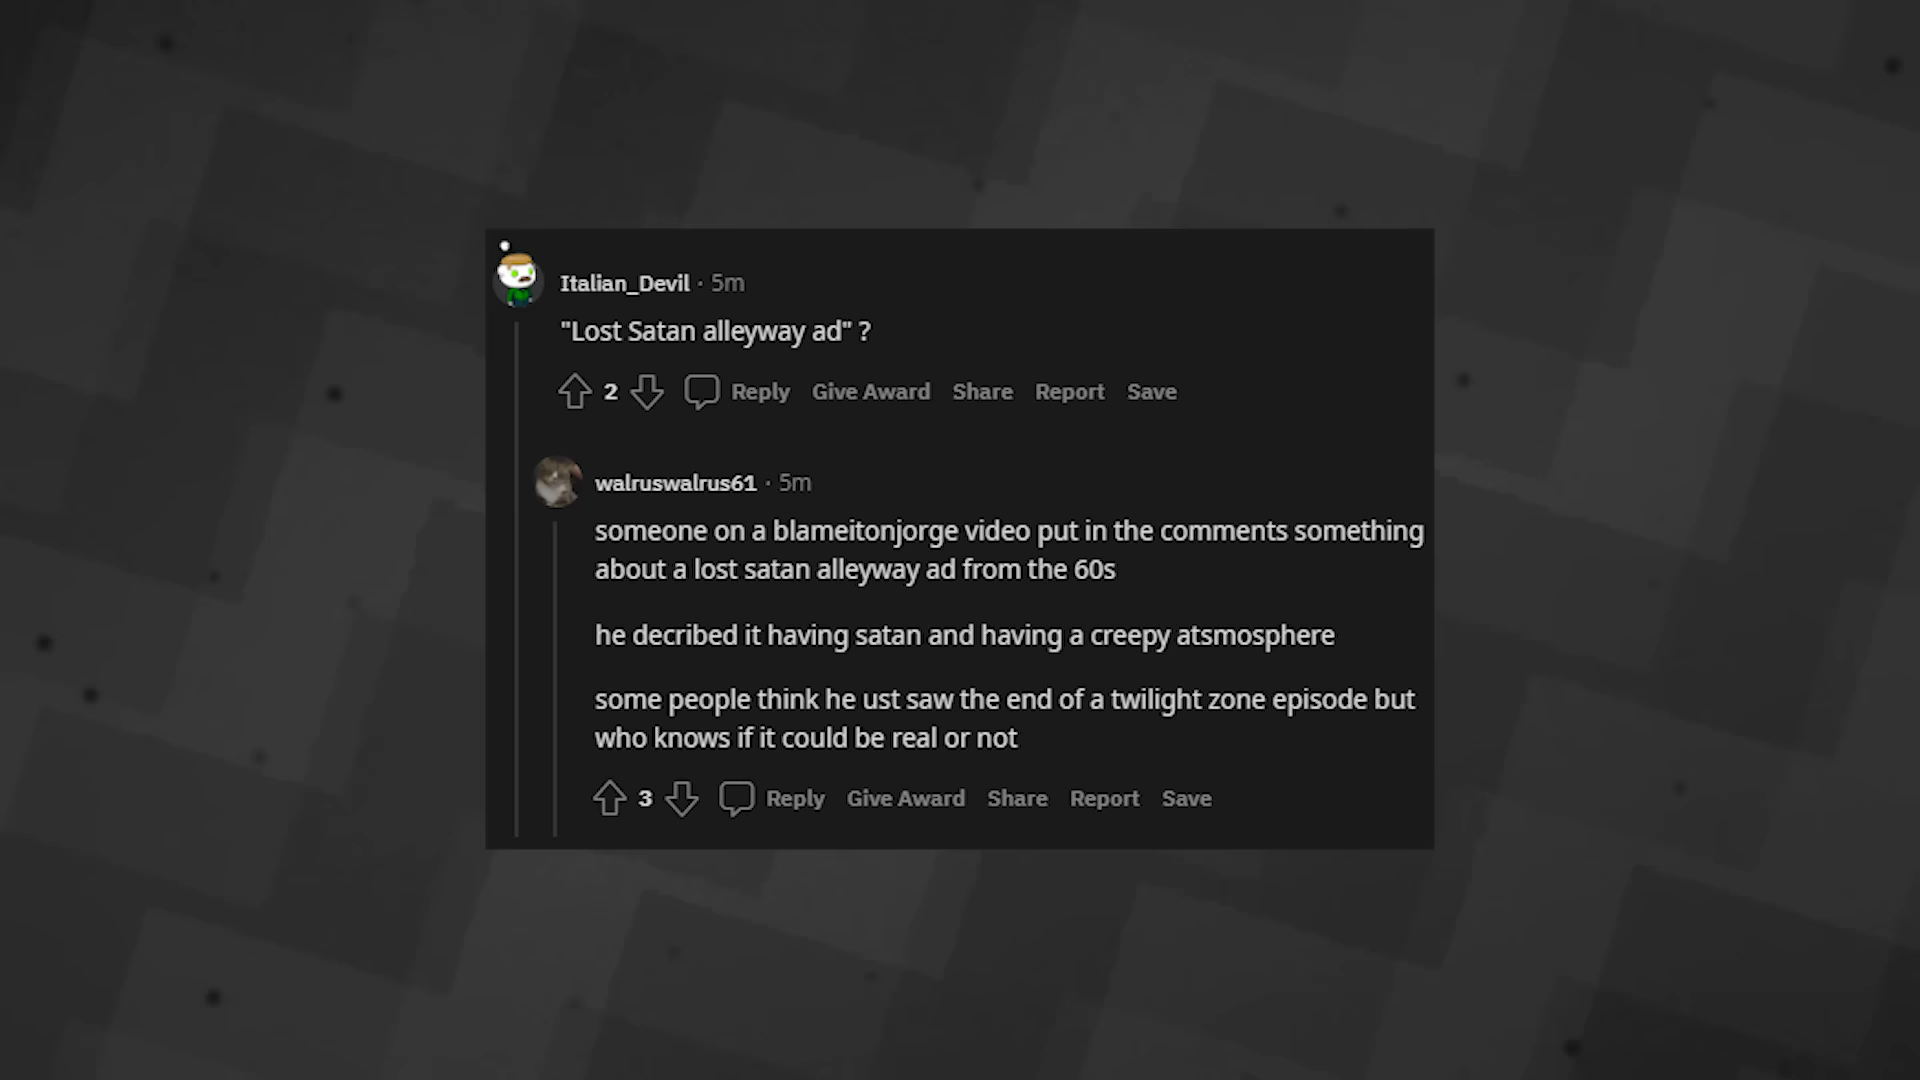 Italian_Devil · 5m
"Lost Satan alleyway ad" ?
2 Reply Give Award Share Report Save
walruswalrus61 · 5m
someone on a blameitonjorge video put in the comments something
about a lost satan alleyway ad from the 60s
he decribed it having satan and having a creepy atsmosphere
some people think he ust saw the end of a twilight zone episode but
who knows if it could be real or not
3 Reply Give Award Share Report Save